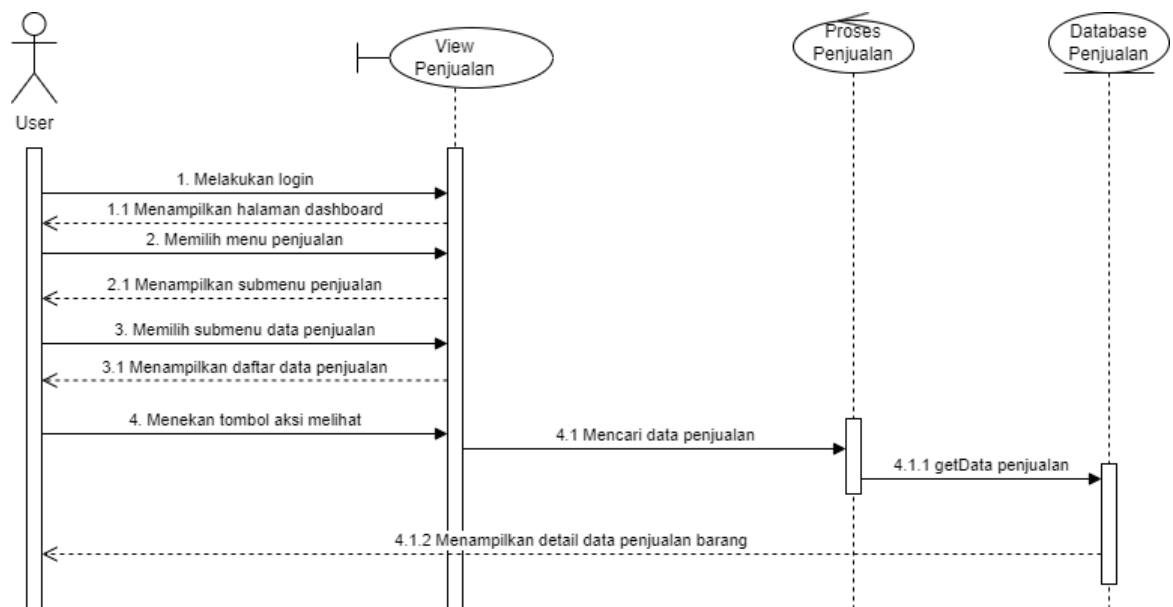 View
Penjualan
Proses
Penjualan
Database
Penjualan
User
1. Melakukan login
1.1 Menampilkan halaman dashboard
2. Memilih menu penjualan
2.1 Menampilkan submenu penjualan
3. Memilih submenu data penjualan
3.1 Menampilkan daftar data penjualan
4. Menekan tombol aksi melihat
4.1 Mencari data penjualan
4.1.1 getData penjualan
4.1.2 Menampilkan detail data penjualan barang